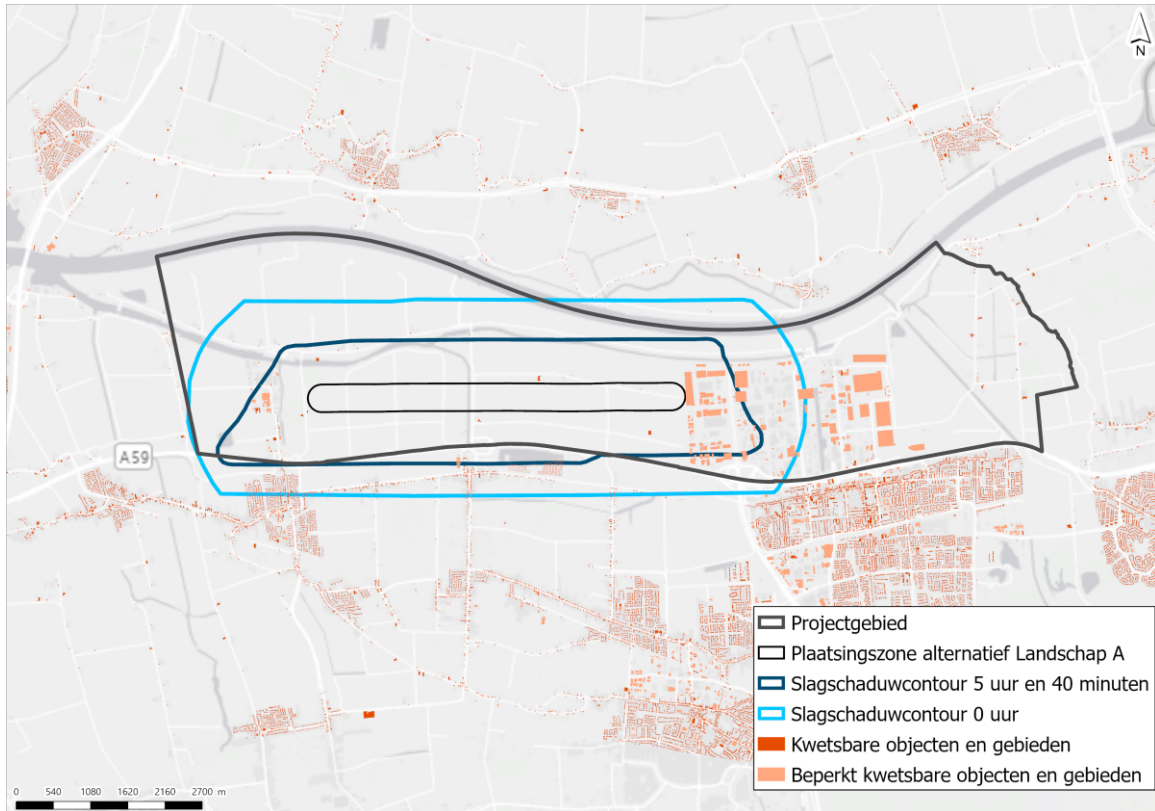 N
A59
Projectgebied
Plaatsingszone alternatief Landschap A
Slagschaduwcontour 5 uur en 40 minuten
Slagschaduwcontour 0 uur
Kwetsbare objecten en gebieden
Beperkt kwetsbare objecten en gebieden
0 540 1080 1620 2160 2700 m